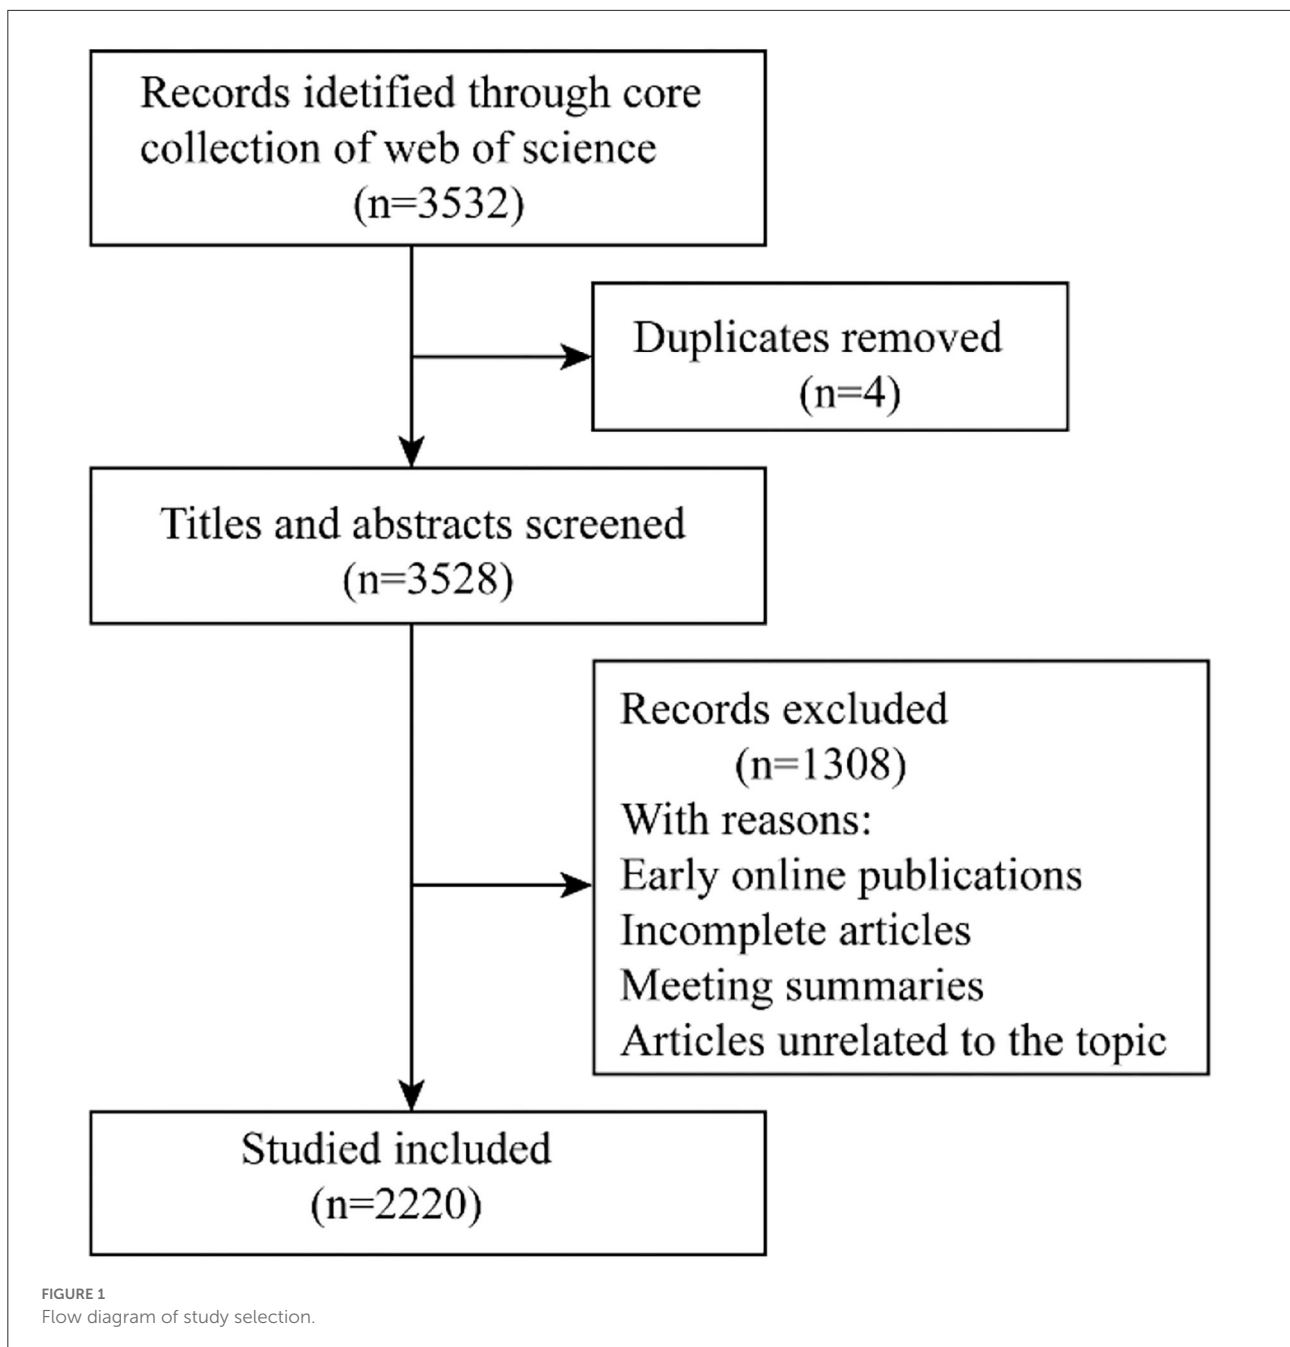 Records idetified through core
collection of web of science
(n=3532)
Duplicates removed
(n=4)
Titles and abstracts screened
(n=3528)
Records excluded
(n=1308)
With reasons:
Early online publications
Incomplete articles
Meeting summaries
Articles unrelated to the topic
Studied included
(n=2220)
FIGURE 1
Flow diagram of study selection.